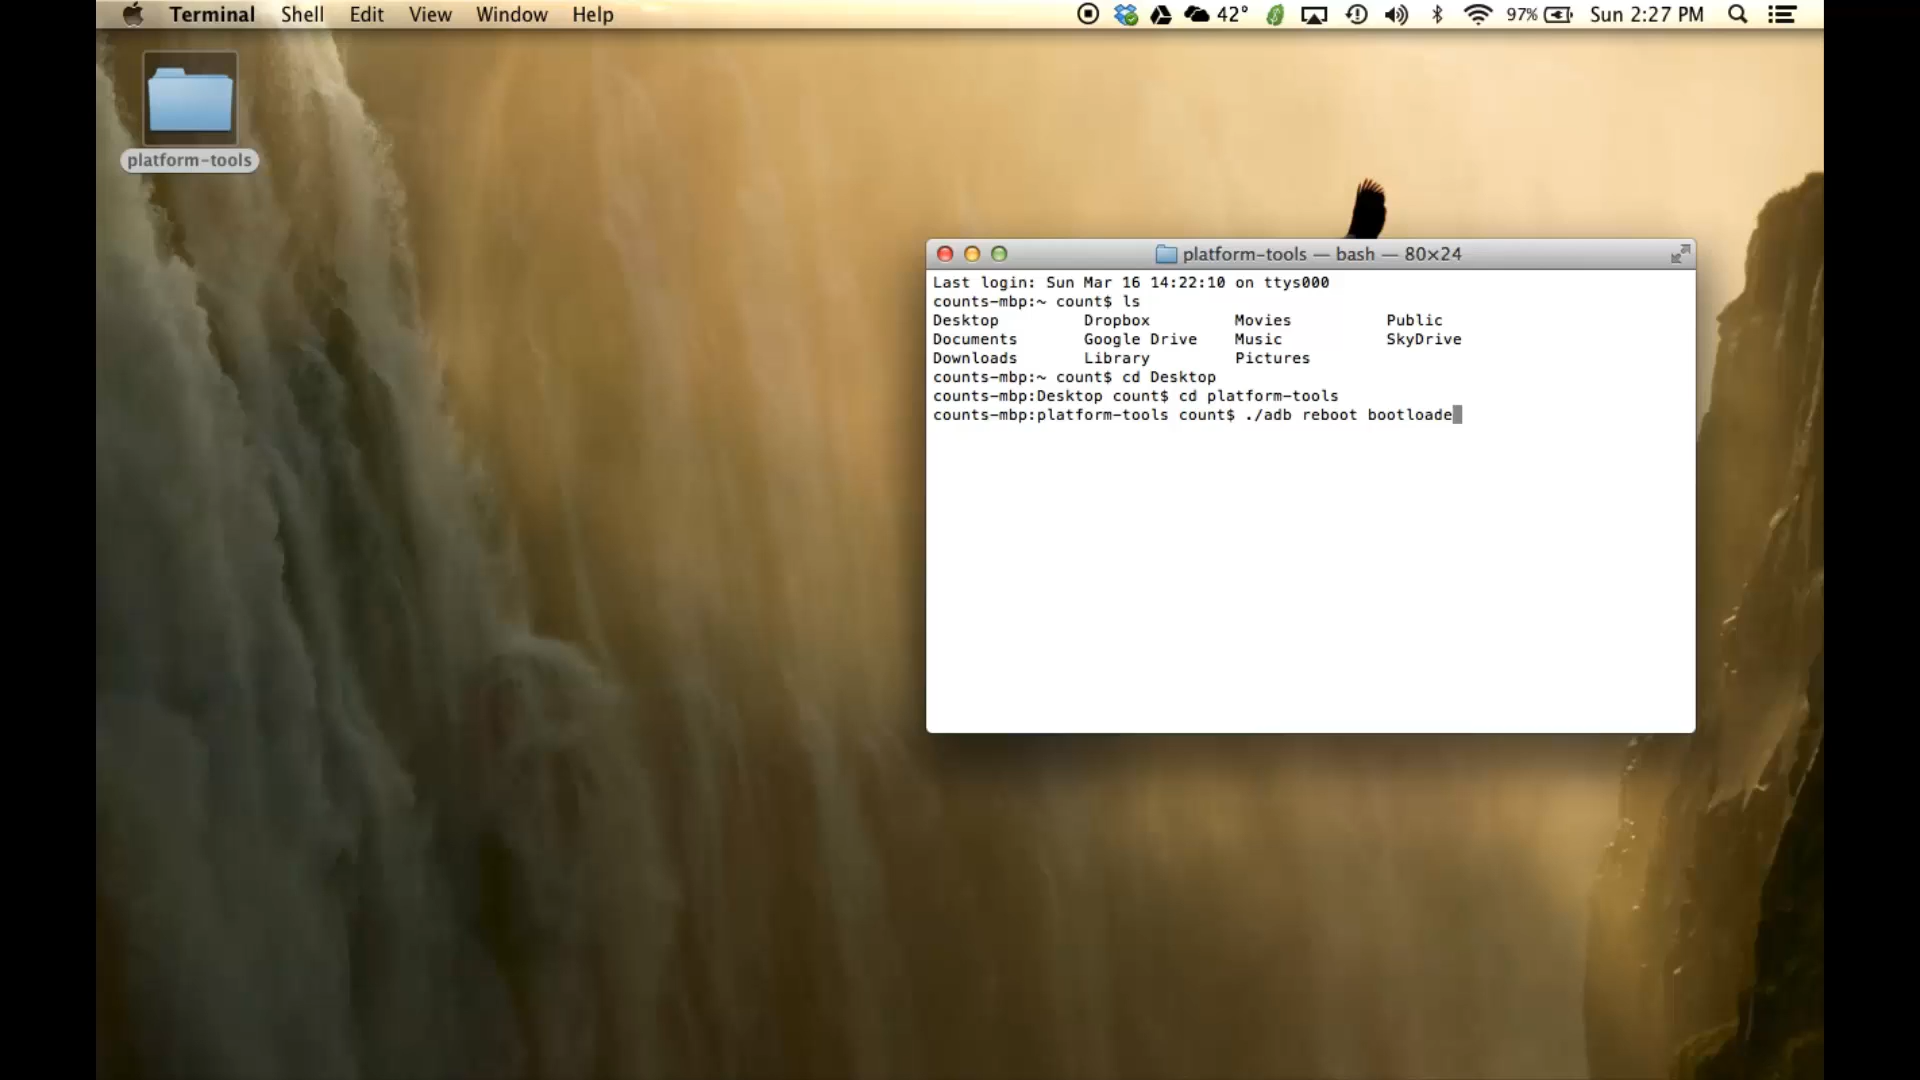 Terminal Shell Edit View Window Help 42° 97% Sun 2:27 PM
platform-tools
platform-tools — bash — 80×24
Last login: Sun Mar 16 14:22:10 on ttys000
counts-mbp:~ count$ ls
Desktop Dropbox Movies Public
Documents Google Drive Music SkyDrive
Downloads Library Pictures
counts-mbp:~ count$ cd Desktop
counts-mbp:Desktop count$ cd platform-tools
counts-mbp:platform-tools count$ ./adb reboot bootloade